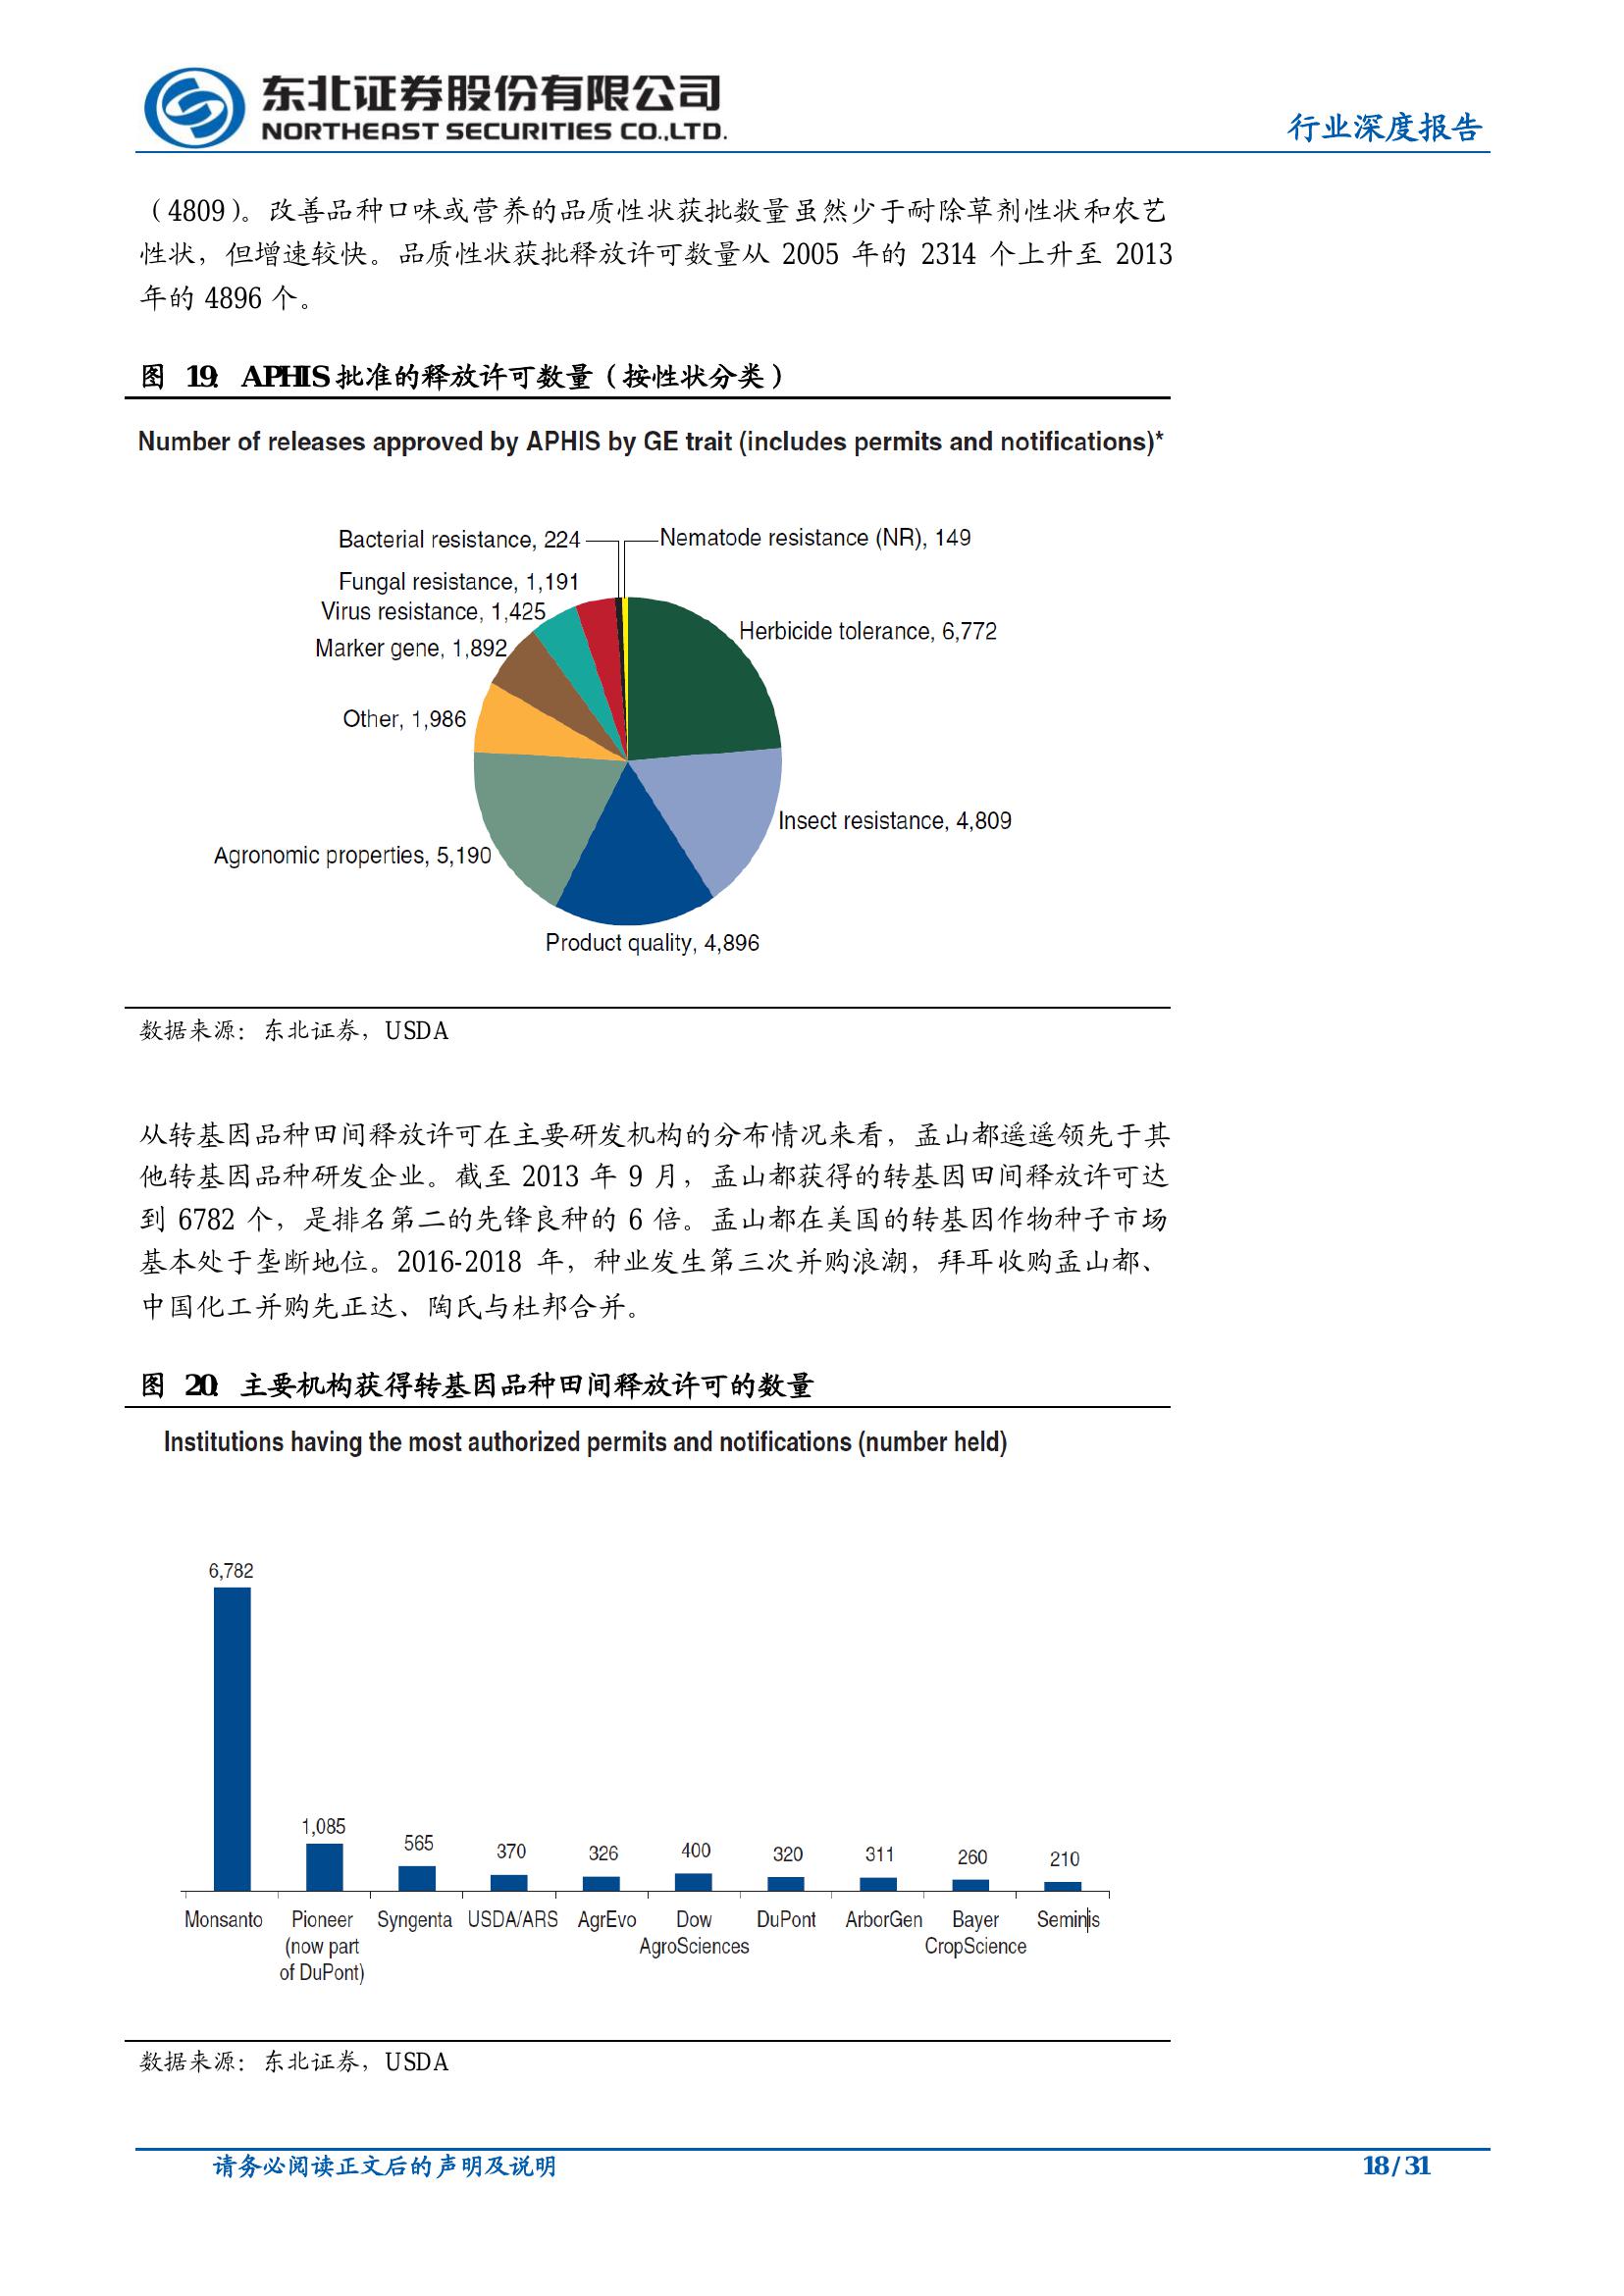 东北证券股份有限公司
NORTHEAST SECURITIES CO.,LTD.
行业深度报告
（4809）。改善品种口味或营养的品质性状获批数量虽然少于耐除草剂性状和农艺
性状，但增速较快。品质性状获批释放许可数量从 2005 年的 2314 个上升至 2013
年的 4896 个。
图 19： APHIS 批准的释放许可数量（按性状分类）
Number of releases approved by APHIS by GE trait (includes permits and notifications)*
Bacterial resistance, 224
Nematode resistance (NR), 149
Fungal resistance, 1,191
Virus resistance, 1,425
Herbicide tolerance, 6,772
Marker gene, 1,892
Other, 1,986
Insect resistance, 4,809
Agronomic properties, 5,190
Product quality, 4,896
数据来源：东北证券，USDA
从转基因品种田间释放许可在主要研发机构的分布情况来看，孟山都遥遥领先于其
他转基因品种研发企业。截至 2013 年 9 月，孟山都获得的转基因田间释放许可达
到 6782 个，是排名第二的先锋良种的 6 倍。孟山都在美国的转基因作物种子市场
基本处于垄断地位。2016-2018 年，种业发生第三次并购浪潮，拜耳收购孟山都、
中国化工并购先正达、陶氏与杜邦合并。
图 20： 主要机构获得转基因品种田间释放许可的数量
Institutions having the most authorized permits and notifications (number held)
6,782
1,085
565
370
326
400
320
311
260
210
Monsanto Pioneer Syngenta USDA/ARS AgrEvo Dow DuPont ArborGen Bayer Seminis
(now part AgroSciences CropScience
of DuPont)
数据来源：东北证券，USDA
请务必阅读正文后的声明及说明
18 / 31